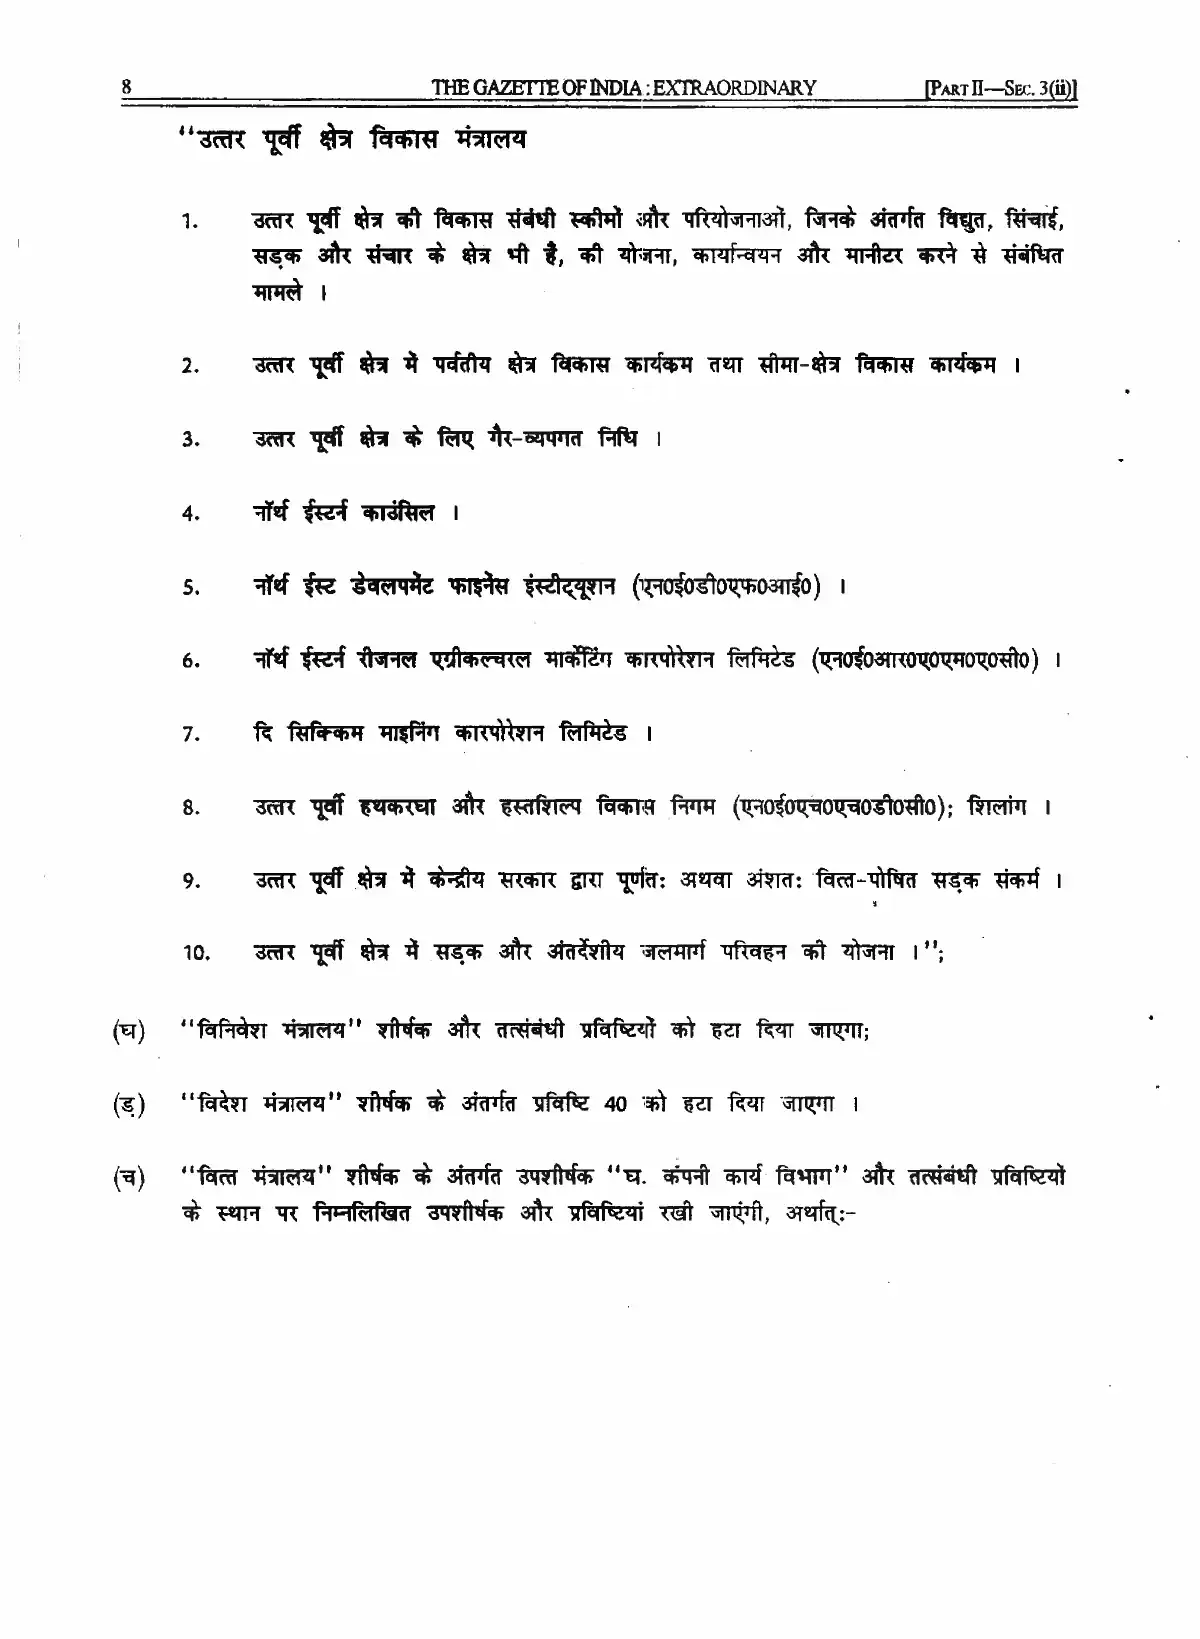 8 THE GAZETTE OF INDIA : EXTRAORDINARY [PART II—SEC. 3(ii)]
"उत्तर पूर्वी क्षेत्र विकास मंत्रालय
1. उत्तर पूर्वी क्षेत्र की विकास संबंधी स्कीमों और परियोजनाओं, जिनके अंतर्गत विद्युत, सिंचाई,
सड़क और संचार के क्षेत्र भी हैं, की योजना, कार्यान्वयन और मानीटर करने से संबंधित
मामले ।
2. उत्तर पूर्वी क्षेत्र में पर्वतीय क्षेत्र विकास कार्यक्रम तथा सीमा-क्षेत्र विकास कार्यक्रम ।
3. उत्तर पूर्वी क्षेत्र के लिए गैर-व्यपगत निधि ।
4. नॉर्थ ईस्टर्न काउंसिल ।
5. नॉर्थ ईस्ट डेवलपमेंट फाइनेंस इंस्टीट्यूशन (एन0ई0डी0एफ0आई0) ।
6. नॉर्थ ईस्टर्न रीजनल एग्रीकल्चरल मार्केटिंग कारपोरेशन लिमिटेड (एन0ई0आर0ए0एम0ए0सी0) ।
7. दि सिक्किम माइनिंग कारपोरेशन लिमिटेड ।
8. उत्तर पूर्वी हथकरघा और हस्तशिल्प विकास निगम (एन0ई0एच0एच0डी0सी0); शिलांग ।
9. उत्तर पूर्वी क्षेत्र में केन्द्रीय सरकार द्वारा पूर्णतः अथवा अंशतः वित्त-पोषित सड़क संकर्म ।
10. उत्तर पूर्वी क्षेत्र में सड़क और अंतर्देशीय जलमार्ग परिवहन की योजना ।";
(घ) "विनिवेश मंत्रालय" शीर्षक और तत्संबंधी प्रविष्टियों को हटा दिया जाएगा;
(ड़) "विदेश मंत्रालय" शीर्षक के अंतर्गत प्रविष्टि 40 को हटा दिया जाएगा ।
(च) "वित्त मंत्रालय" शीर्षक के अंतर्गत उपशीर्षक "घ. कंपनी कार्य विभाग" और तत्संबंधी प्रविष्टियों
के स्थान पर निम्नलिखित उपशीर्षक और प्रविष्टियां रखी जाएंगी, अर्थात्:-